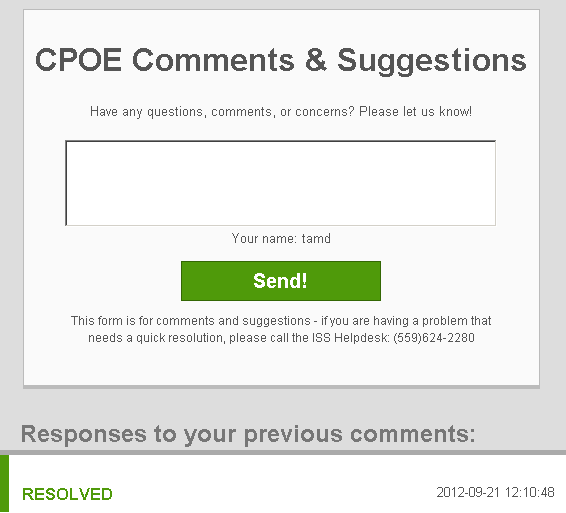 CPOE Comments & Suggestions
Have any questions, comments, or concerns? Please let us know!
Your name: tamd
Send!
This form is for comments and suggestions - if you are having a problem that
needs a quick resolution, please call the ISS Helpdesk: (559)624-2280
Responses to your previous comments:
RESOLVED
2012-09-21 12:10:48